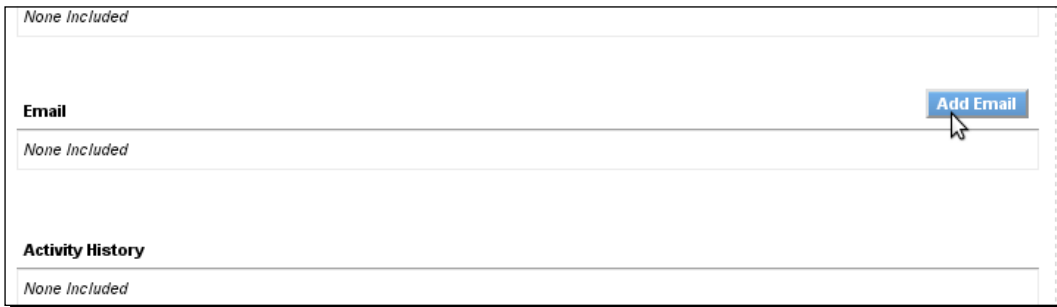 None Included
Email
Add Email
None Included
Activity History
None Included